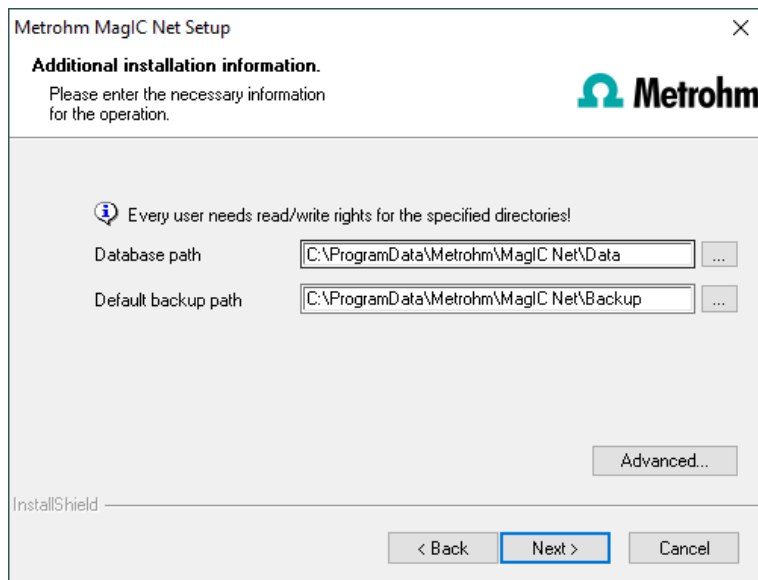 Metrohm MagIC Net Setup
Additional installation information.
Please enter the necessary information
for the operation.
Metrohm
Every user needs read/write rights for the specified directories!
Database path
C:\ProgramData\Metrohm\MagIC Net\Data
...
Default backup path
C:\ProgramData\Metrohm\MagIC Net\Backup
...
Advanced...
InstallShield
< Back
Next >
Cancel